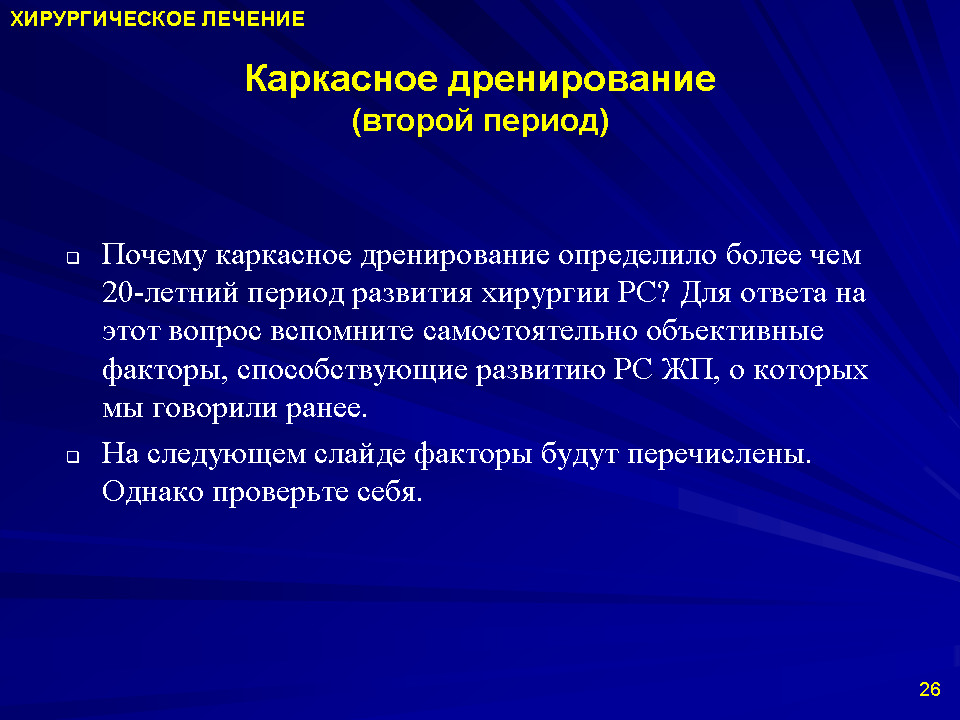 ХИРУРГИЧЕСКОЕ ЛЕЧЕНИЕ
Каркасное дренирование
(второй период)
Почему каркасное дренирование определило более чем
20-летний период развития хирургии РС? Для ответа на
этот вопрос вспомните самостоятельно объективные
факторы, способствующие развитию РС ЖП, о которых
мы говорили ранее.
На следующем слайде факторы будут перечислены.
Однако проверьте себя.
26